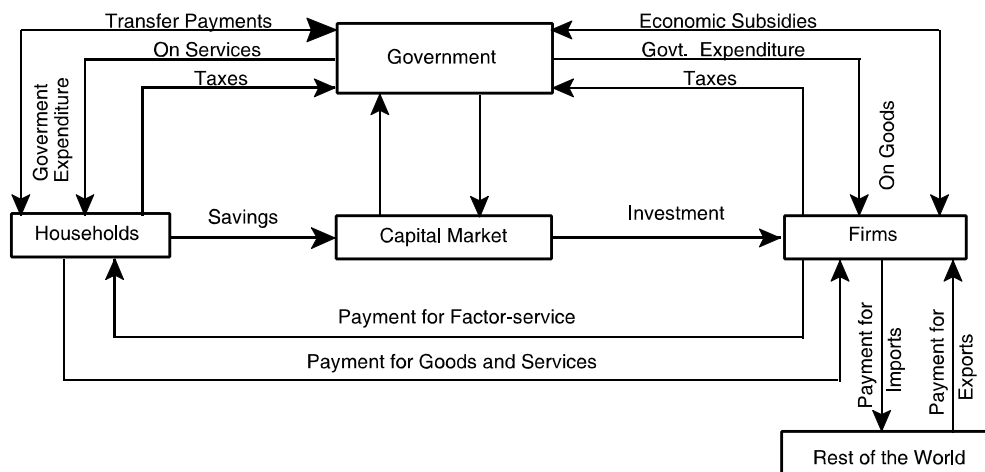 Transfer Payments
Economic Subsidies
On Services
Government
Govt. Expenditure
Taxes
Taxes
Goverment
Expenditure
On Goods
Households
Savings
Capital Market
Investment
Firms
Payment for Factor-service
Payment for Goods and Services
Payment for
Imports
Payment for
Exports
Rest of the World